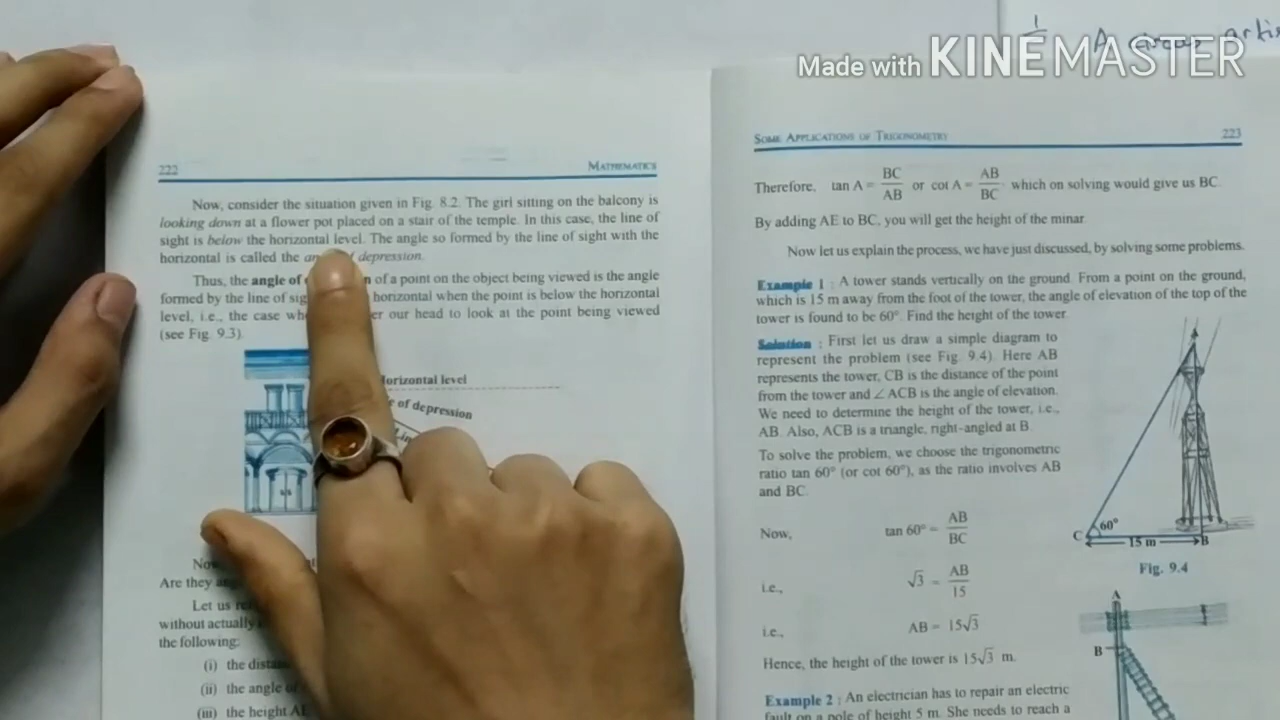 1 A circus artis
Made with KINEMASTER
222 MATHEMATICS
Now, consider the situation given in Fig. 8.2. The girl sitting on the balcony is
looking down at a flower pot placed on a stair of the temple. In this case, the line of
sight is below the horizontal level. The angle so formed by the line of sight with the
horizontal is called the depression.
Thus, the angle of of a point on the object being viewed is the angle
formed by the line of horizontal when the point is below the horizontal
level, i.e., the case our head to look at the point being viewed
(see Fig. 9.3)
Horizontal level
of depression
Are they
Let us
without actually
the following:
(i) the
(ii) the angle
(iii) the height
SOME APPLICATIONS OF TRIGONOMETRY 223
Therefore, tan A = BC/AB or cot A = AB/BC, which on solving would give us BC.
By adding AE to BC, you will get the height of the minar.
Now let us explain the process, we have just discussed, by solving some problems.
Example 1 : A tower stands vertically on the ground. From a point on the ground,
which is 15 m away from the foot of the tower, the angle of elevation of the top of the
tower is found to be 60°. Find the height of the tower.
Solution : First let us draw a simple diagram to
represent the problem (see Fig. 9.4). Here AB
represents the tower, CB is the distance of the point
from the tower and ∠ACB is the angle of elevation.
We need to determine the height of the tower, i.e.,
AB. Also, ACB is a triangle, right-angled at B.
To solve the problem, we choose the trigonometric
ratio tan 60° (or cot 60°), as the ratio involves AB
and BC.
Now, tan 60° = AB/BC
i.e., √3 = AB/15
i.e., AB = 15√3
Hence, the height of the tower is 15√3 m.
Example 2 : An electrician has to repair an electric
fault on a pole of height 5 m. She needs to reach a
A
C 60° 15 m B
Fig. 9.4
A
B